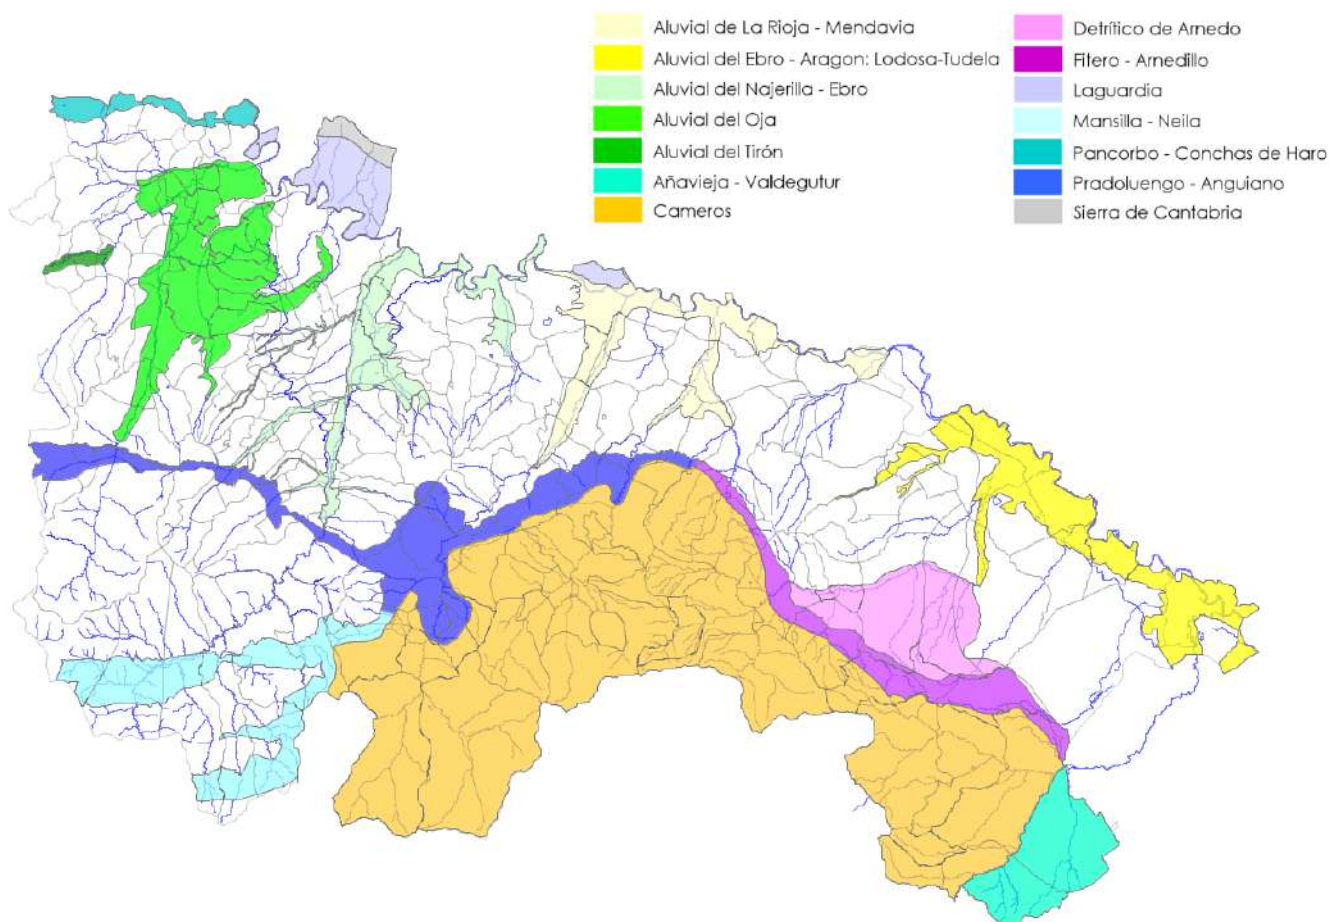 Aluvial de La Rioja - Mendavia
Aluvial del Ebro - Aragon: Lodosa-Tudela
Aluvial del Najerilla - Ebro
Aluvial del Oja
Aluvial del Tirón
Añavieja - Valdegutur
Cameros
Detrítico de Arnedo
Fitero - Arnedillo
Laguardia
Mansilla - Neila
Pancorbo - Conchas de Haro
Pradoluengo - Anguiano
Sierra de Cantabria